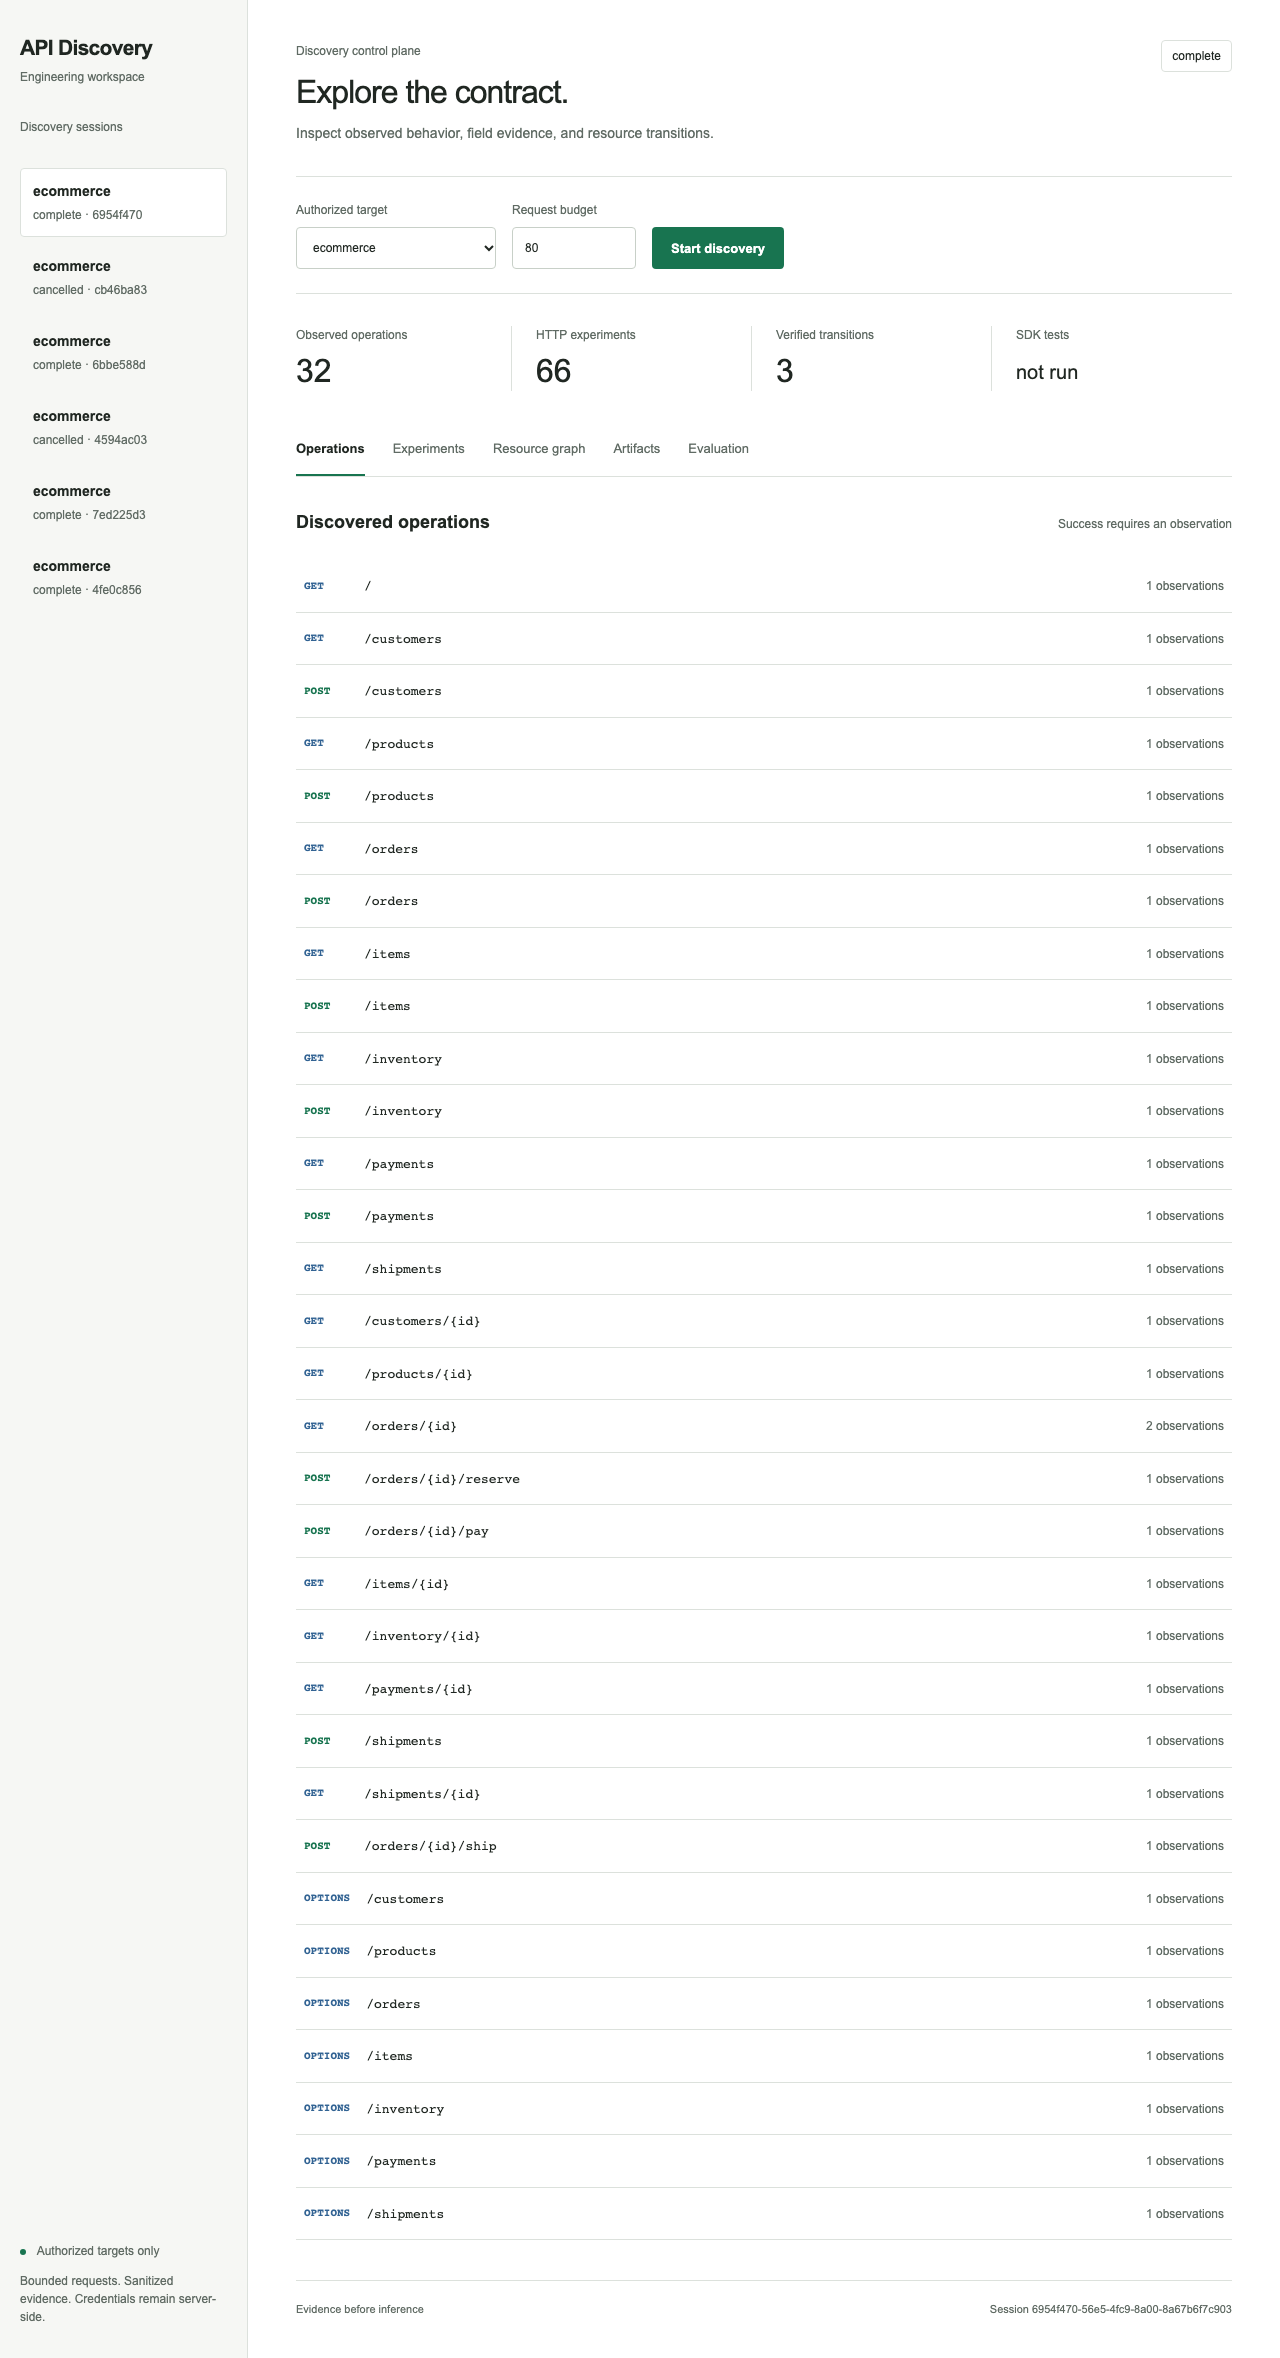 API Discovery
Engineering workspace
Discovery sessions
ecommerce
complete · 6954f470
ecommerce
cancelled · cb46ba83
ecommerce
complete · 6bbe588d
ecommerce
cancelled · 4594ac03
ecommerce
complete · 7ed225d3
ecommerce
complete · 4fe0c856
Authorized targets only
Bounded requests. Sanitized
evidence. Credentials remain server-
side.
Discovery control plane
complete
Explore the contract.
Inspect observed behavior, field evidence, and resource transitions.
Authorized target
Request budget
ecommerce
80
Start discovery
Observed operations
32
HTTP experiments
66
Verified transitions
3
SDK tests
not run
Operations Experiments Resource graph Artifacts Evaluation
Discovered operations Success requires an observation
GET / 1 observations
GET /customers 1 observations
POST /customers 1 observations
GET /products 1 observations
POST /products 1 observations
GET /orders 1 observations
POST /orders 1 observations
GET /items 1 observations
POST /items 1 observations
GET /inventory 1 observations
POST /inventory 1 observations
GET /payments 1 observations
POST /payments 1 observations
GET /shipments 1 observations
GET /customers/{id} 1 observations
GET /products/{id} 1 observations
GET /orders/{id} 2 observations
POST /orders/{id}/reserve 1 observations
POST /orders/{id}/pay 1 observations
GET /items/{id} 1 observations
GET /inventory/{id} 1 observations
GET /payments/{id} 1 observations
POST /shipments 1 observations
GET /shipments/{id} 1 observations
POST /orders/{id}/ship 1 observations
OPTIONS /customers 1 observations
OPTIONS /products 1 observations
OPTIONS /orders 1 observations
OPTIONS /items 1 observations
OPTIONS /inventory 1 observations
OPTIONS /payments 1 observations
OPTIONS /shipments 1 observations
Evidence before inference Session 6954f470-56e5-4fc9-8a00-8a67b6f7c903